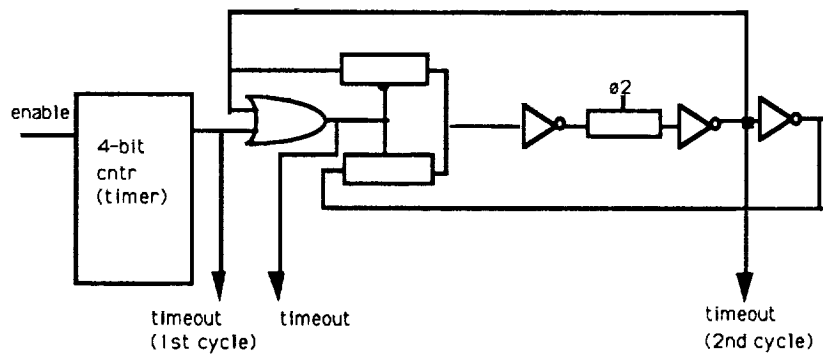 enable
4-bit
cntr
(timer)
ø2
timeout
(1st cycle)
timeout
timeout
(2nd cycle)